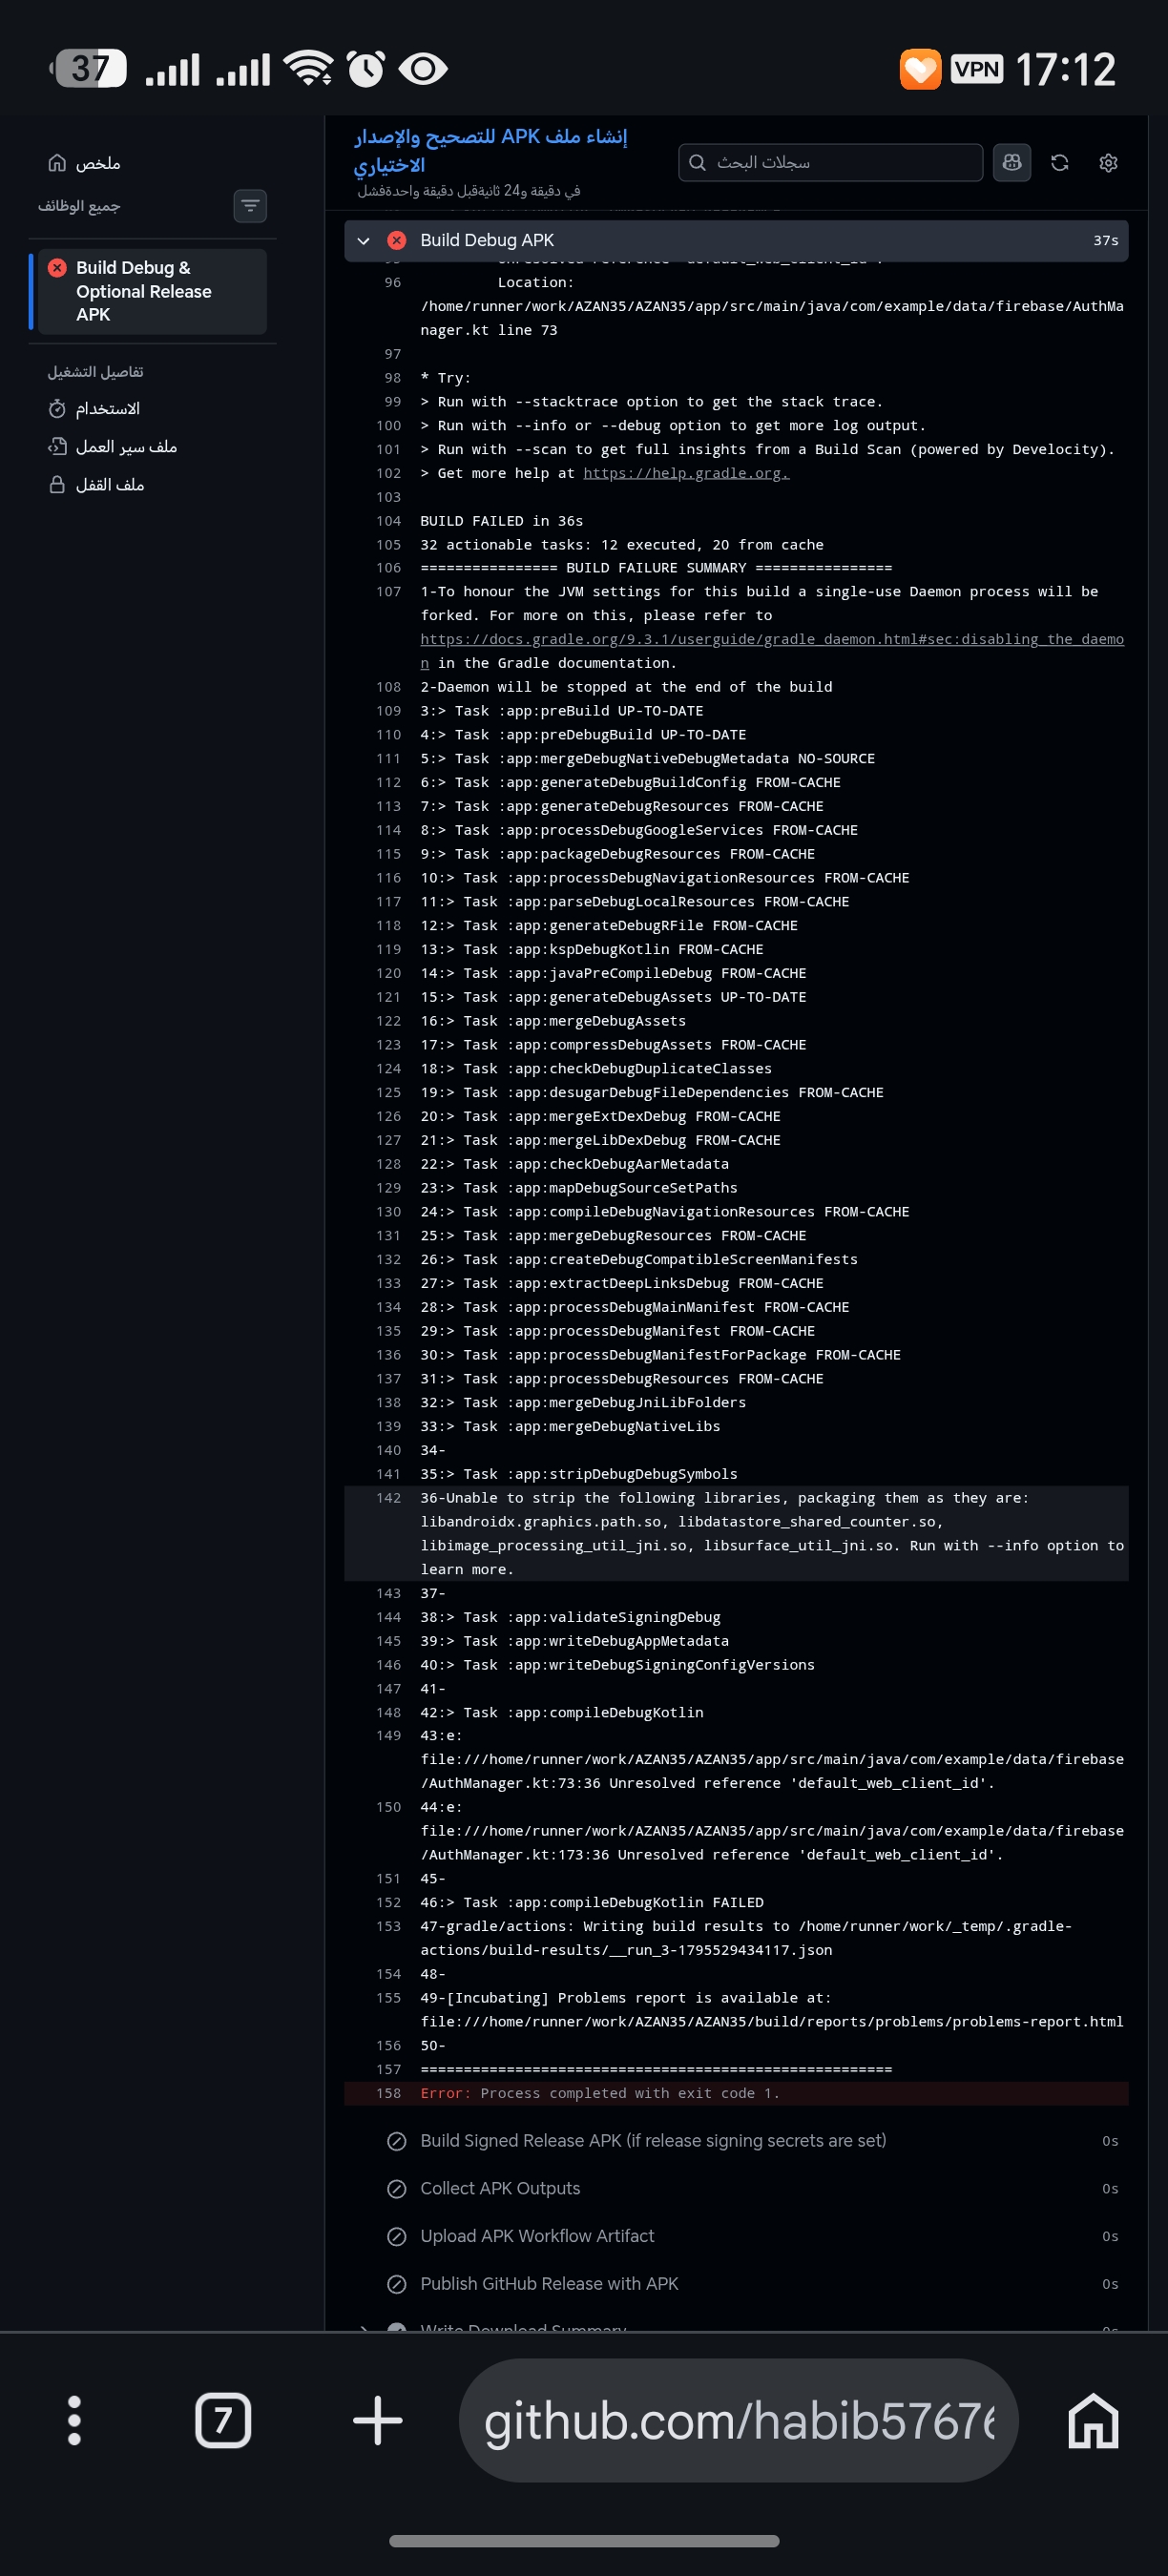 37
VPN 17:12
ملخص
جميع الوظائف
Build Debug &
Optional Release
APK
تفاصيل التشغيل
الاستخدام
ملف سير العمل
ملف القفل
إنشاء ملف APK للتصحيح والإصدار
الاختياري
فشل‎قبل دقيقة واحدة‎في دقيقة و24 ثانية
سجلات البحث
Build Debug APK 37s
96 Location:
/home/runner/work/AZAN35/AZAN35/app/src/main/java/com/example/data/firebase/AuthMa
nager.kt line 73
97
98 * Try:
99 > Run with --stacktrace option to get the stack trace.
100 > Run with --info or --debug option to get more log output.
101 > Run with --scan to get full insights from a Build Scan (powered by Develocity).
102 > Get more help at https://help.gradle.org.
103
104 BUILD FAILED in 36s
105 32 actionable tasks: 12 executed, 20 from cache
106 ================ BUILD FAILURE SUMMARY ================
107 1-To honour the JVM settings for this build a single-use Daemon process will be
forked. For more on this, please refer to
https://docs.gradle.org/9.3.1/userguide/gradle_daemon.html#sec:disabling_the_daemo
n in the Gradle documentation.
108 2-Daemon will be stopped at the end of the build
109 3:> Task :app:preBuild UP-TO-DATE
110 4:> Task :app:preDebugBuild UP-TO-DATE
111 5:> Task :app:mergeDebugNativeDebugMetadata NO-SOURCE
112 6:> Task :app:generateDebugBuildConfig FROM-CACHE
113 7:> Task :app:generateDebugResources FROM-CACHE
114 8:> Task :app:processDebugGoogleServices FROM-CACHE
115 9:> Task :app:packageDebugResources FROM-CACHE
116 10:> Task :app:processDebugNavigationResources FROM-CACHE
117 11:> Task :app:parseDebugLocalResources FROM-CACHE
118 12:> Task :app:generateDebugRFile FROM-CACHE
119 13:> Task :app:kspDebugKotlin FROM-CACHE
120 14:> Task :app:javaPreCompileDebug FROM-CACHE
121 15:> Task :app:generateDebugAssets UP-TO-DATE
122 16:> Task :app:mergeDebugAssets
123 17:> Task :app:compressDebugAssets FROM-CACHE
124 18:> Task :app:checkDebugDuplicateClasses
125 19:> Task :app:desugarDebugFileDependencies FROM-CACHE
126 20:> Task :app:mergeExtDexDebug FROM-CACHE
127 21:> Task :app:mergeLibDexDebug FROM-CACHE
128 22:> Task :app:checkDebugAarMetadata
129 23:> Task :app:mapDebugSourceSetPaths
130 24:> Task :app:compileDebugNavigationResources FROM-CACHE
131 25:> Task :app:mergeDebugResources FROM-CACHE
132 26:> Task :app:createDebugCompatibleScreenManifests
133 27:> Task :app:extractDeepLinksDebug FROM-CACHE
134 28:> Task :app:processDebugMainManifest FROM-CACHE
135 29:> Task :app:processDebugManifest FROM-CACHE
136 30:> Task :app:processDebugManifestForPackage FROM-CACHE
137 31:> Task :app:processDebugResources FROM-CACHE
138 32:> Task :app:mergeDebugJniLibFolders
139 33:> Task :app:mergeDebugNativeLibs
140 34-
141 35:> Task :app:stripDebugDebugSymbols
142 36-Unable to strip the following libraries, packaging them as they are:
libandroidx.graphics.path.so, libdatastore_shared_counter.so,
libimage_processing_util_jni.so, libsurface_util_jni.so. Run with --info option to
learn more.
143 37-
144 38:> Task :app:validateSigningDebug
145 39:> Task :app:writeDebugAppMetadata
146 40:> Task :app:writeDebugSigningConfigVersions
147 41-
148 42:> Task :app:compileDebugKotlin
149 43:e:
file:///home/runner/work/AZAN35/AZAN35/app/src/main/java/com/example/data/firebase
/AuthManager.kt:73:36 Unresolved reference 'default_web_client_id'.
150 44:e:
file:///home/runner/work/AZAN35/AZAN35/app/src/main/java/com/example/data/firebase
/AuthManager.kt:173:36 Unresolved reference 'default_web_client_id'.
151 45-
152 46:> Task :app:compileDebugKotlin FAILED
153 47-gradle/actions: Writing build results to /home/runner/work/_temp/.gradle-
actions/build-results/__run_3-1795529434117.json
154 48-
155 49-[Incubating] Problems report is available at:
file:///home/runner/work/AZAN35/AZAN35/build/reports/problems/problems-report.html
156 50-
157 =======================================================
158 Error: Process completed with exit code 1.
Build Signed Release APK (if release signing secrets are set) 0s
Collect APK Outputs 0s
Upload APK Workflow Artifact 0s
Publish GitHub Release with APK 0s
Write Download Summary 0s
7
github.com/habib57676